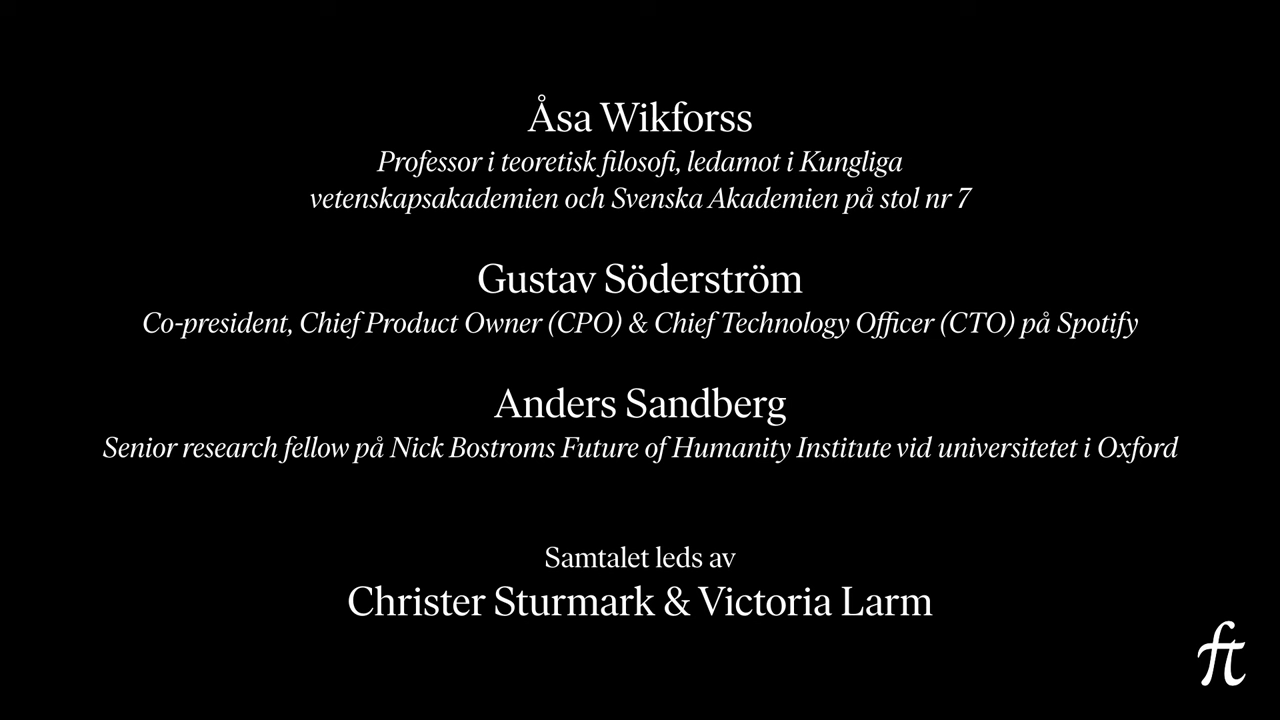 Åsa Wikforss
Professor i teoretisk filosofi, ledamot i Kungliga
vetenskapsakademien och Svenska Akademien på stol nr 7
Gustav Söderström
Co-president, Chief Product Owner (CPO) & Chief Technology Officer (CTO) på Spotify
Anders Sandberg
Senior research fellow på Nick Bostroms Future of Humanity Institute vid universitetet i Oxford
Samtalet leds av
Christer Sturmark & Victoria Larm
ft